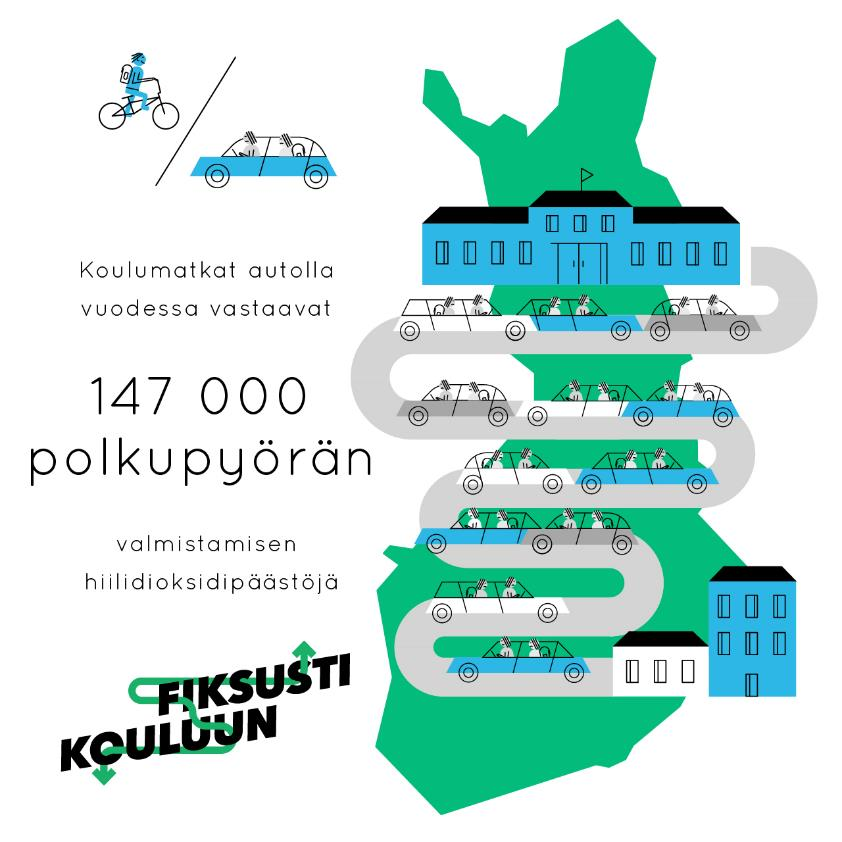 Koulumatkat autolla
vuodessa vastaavat
147 000
polkupyörän
valmistamisen
hiilidioksidipäästöjä
FIKSUSTI
KOULUUN